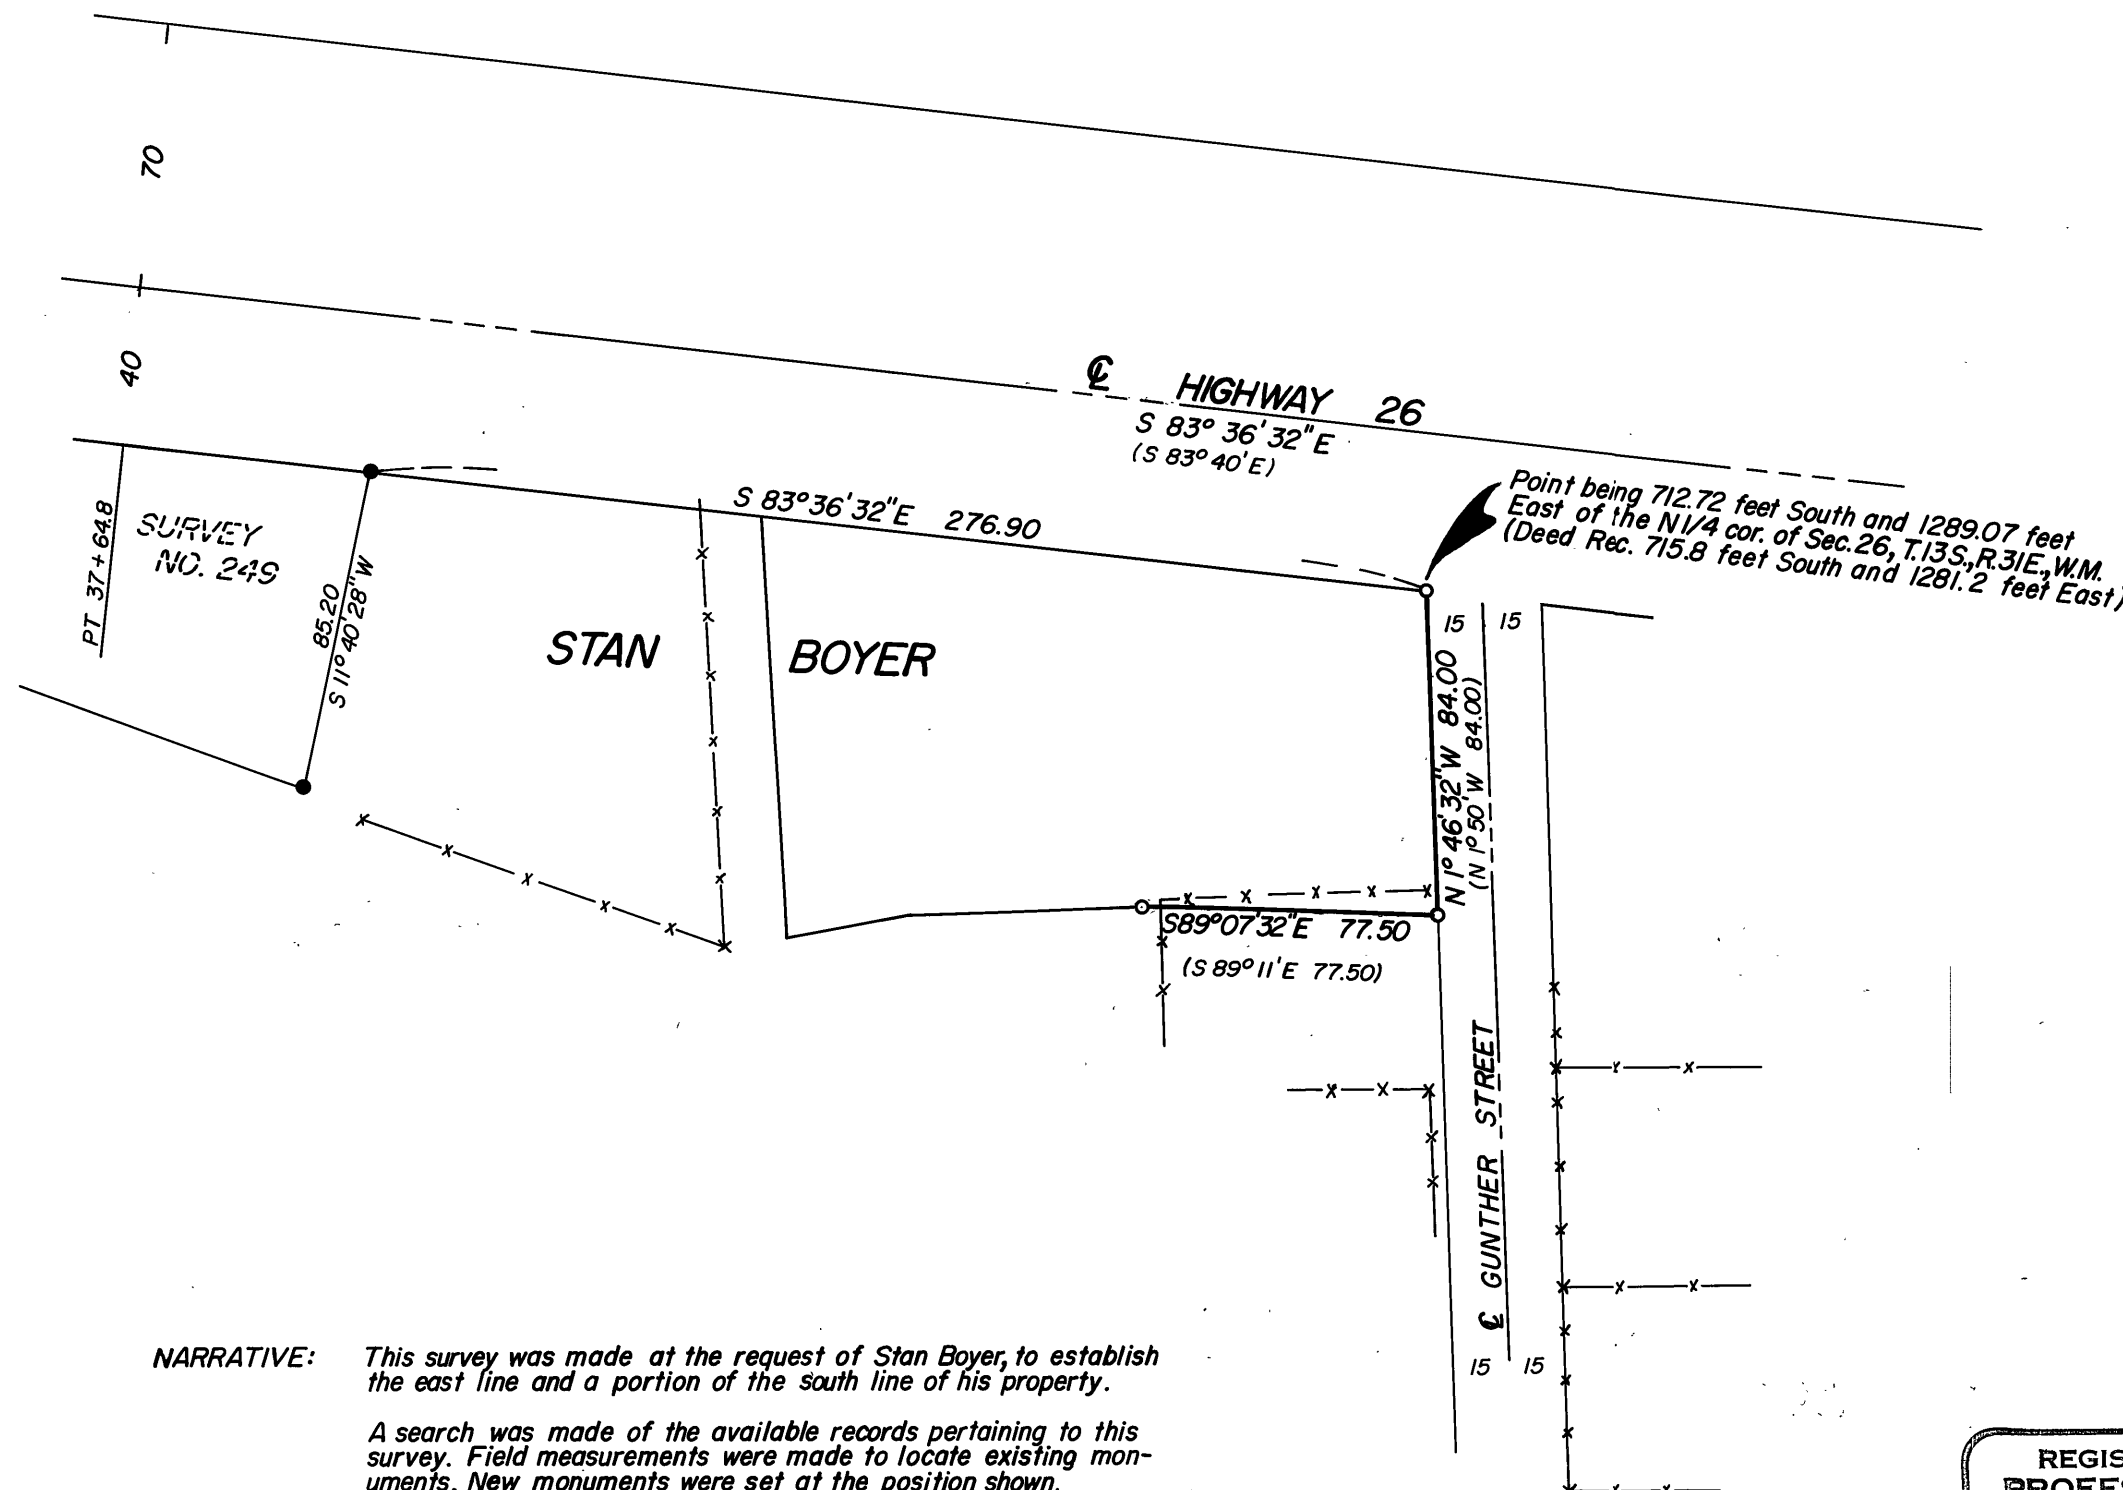 70
40
℄ HIGHWAY 26
S 83° 36' 32" E
(S 83° 40' E)
Point being 712.72 feet South and 1289.07 feet
East of the N 1/4 cor. of Sec. 26, T.13S., R.31E., W.M.
(Deed Rec. 715.8 feet South and 1281.2 feet East)
S 83° 36' 32" E 276.90
PT 37+64.8
SURVEY
NO. 249
85.20
S 11° 40' 28" W
STAN BOYER
15 15
N 1° 46' 32" W 84.00
(N 1° 50' W 84.00)
S 89° 07' 32" E 77.50
(S 89° 11' E 77.50)
℄ GUNTHER STREET
15 15
NARRATIVE: This survey was made at the request of Stan Boyer, to establish
the east line and a portion of the south line of his property.
A search was made of the available records pertaining to this
survey. Field measurements were made to locate existing mon-
uments. New monuments were set at the position shown.
REGIS